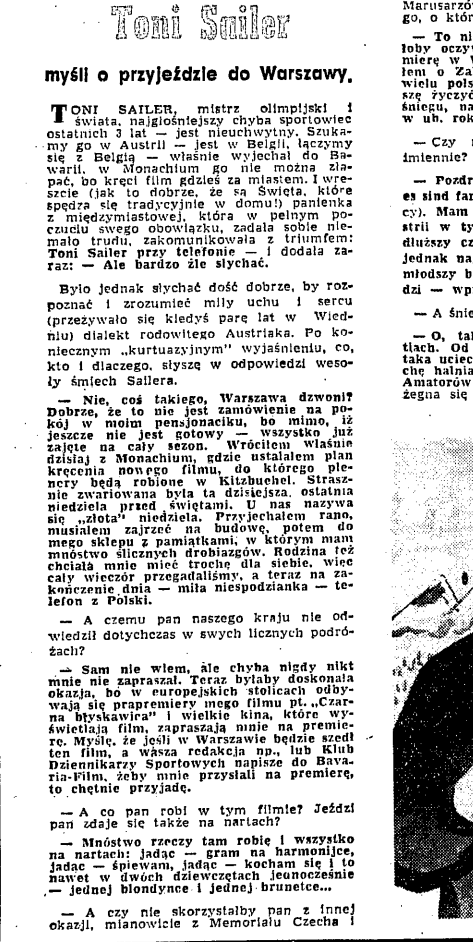 Toni Sailer
myśli o przyjeździe do Warszawy.
TONI SAILER, mistrz olimpijski i
świata, najgłośniejszy chyba sportowiec
ostatnich 3 lat — jest nieuchwytny. Szuka-
my go w Austrii — jest w Belgii, łączymy
się z Belgią — właśnie wyjechał do Ba-
warii, w Monachium go nie można zła-
pać, bo kręci film gdzieś za miastem. I wre-
szcie (jak to dobrze, że są Święta, które
spędza się tradycyjnie w domu!) panienka
z międzymiastowej, która w pełnym po-
czuciu swego obowiązku, zadała sobie nie-
mało trudu, zakomunikowała z triumfem:
Toni Sailer przy telefonie — i dodała za-
raz: — Ale bardzo źle słychać.
Było jednak słychać dość dobrze, by roz-
poznać i zrozumieć miły uchu i sercu
(przeżywało się kiedyś parę lat w Wied-
niu) dialekt rodowitego Austriaka. Po ko-
niecznym „kurtuazyjnym" wyjaśnieniu, co,
kto i dlaczego, słyszę w odpowiedzi weso-
ły śmiech Sailera.
— Nie, coś takiego, Warszawa dzwoni?
Dobrze, że to nie jest zamówienie na po-
kój w moim pensjonaciku, bo mimo, iż
jeszcze nie jest gotowy — wszystko już
zajęte na cały sezon. Wróciłem właśnie
dzisiaj z Monachium, gdzie ustalałem plan
kręcenia nowego filmu, do którego ple-
nery będą robione w Kitzbuchel. Strasz-
nie zwariowana była ta dzisiejsza, ostatnia
niedziela przed świętami. U nas nazywa
się „złota" niedziela. Przyjechałem rano,
musiałem zajrzeć na budowę, potem do
mego sklepu z pamiątkami, w którym mam
mnóstwo ślicznych drobiazgów. Rodzina też
chciała mnie mieć trochę dla siebie, więc
cały wieczór przegadaliśmy, a teraz na za-
kończenie dnia — miła niespodzianka — te-
lefon z Polski.
— A czemu pan naszego kraju nie od-
wiedził dotychczas w swych licznych podró-
żach?
— Sam nie wiem, ale chyba nigdy nikt
mnie nie zapraszał. Teraz byłaby doskonała
okazja, bo w europejskich stolicach odby-
wają się prapremiery mego filmu pt. „Czar-
na błyskawica" i wielkie kina, które wy-
świetlają film, zapraszają mnie na premie-
rę. Myślę, że jeśli w Warszawie będzie szedł
ten film, a wasza redakcja np., lub Klub
Dziennikarzy Sportowych napisze do Bava-
ria-Film, żeby mnie przysłali na premierę,
to chętnie przyjadę.
— A co pan robi w tym filmie? Jeździ
pan zdaje się także na nartach?
— Mnóstwo rzeczy tam robię i wszystko
na nartach: jadąc — gram na harmonijce,
jadąc — śpiewam, jadąc — kocham się i to
nawet w dwóch dziewczętach jednocześnie
— jednej blondynce i jednej brunetce...
— A czy nie skorzystałby pan z innej
okazji, mianowicie z Memoriału Czecha i
Marusarzó
go, o któr
— To ni
łoby oczy
mierę w
łem o Za
wielu pols
szę życzyć
śniegu, na
w ub. rok
— Czy
imiennie?
— Pozdr
es sind far
cy). Mam
strii w ty
dłuższy cz
jednak na
młodszy b
dzi — wp
— A śnie
— O, tal
tlach. Od
taka uciec
chę halnia
Amatorów
żegna się